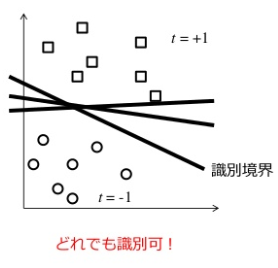 t = +1
識別境界
t = -1
どれでも識別可！